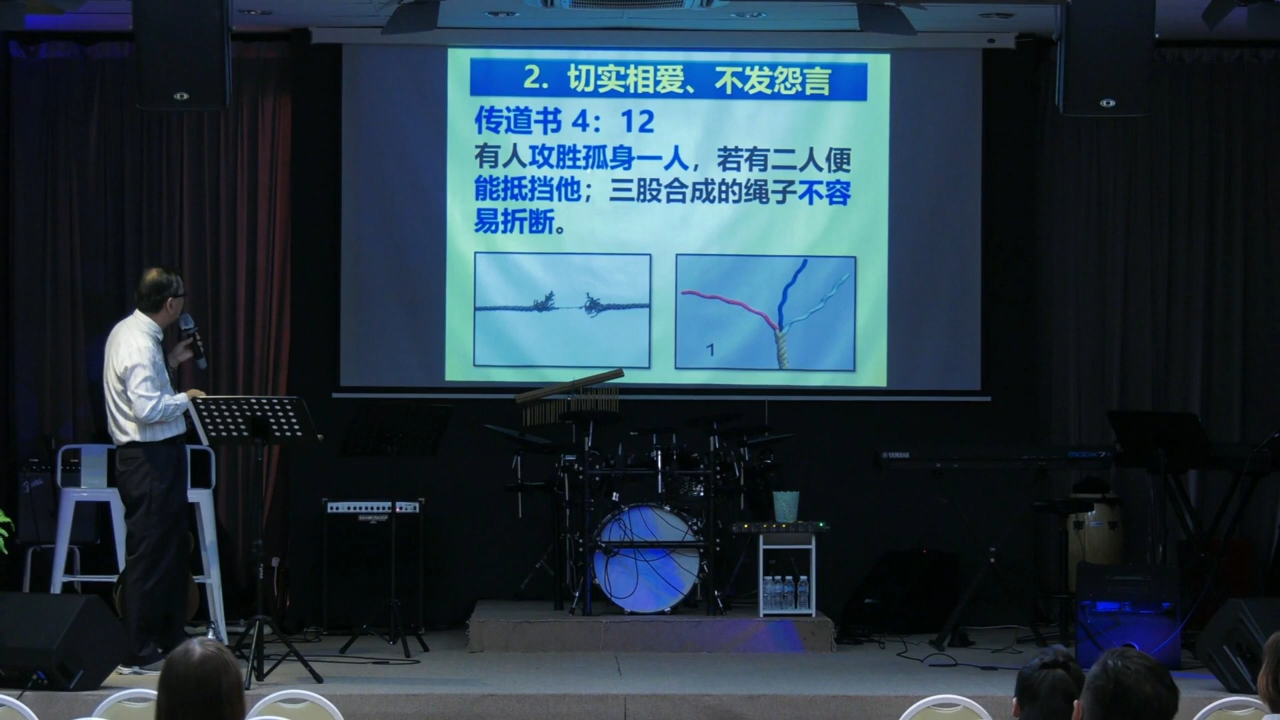 2. 切实相爱、不发怨言
传道书 4：12
有人攻胜孤身一人，若有二人便
能抵挡他；三股合成的绳子不容
易折断。
1
YAMAHA